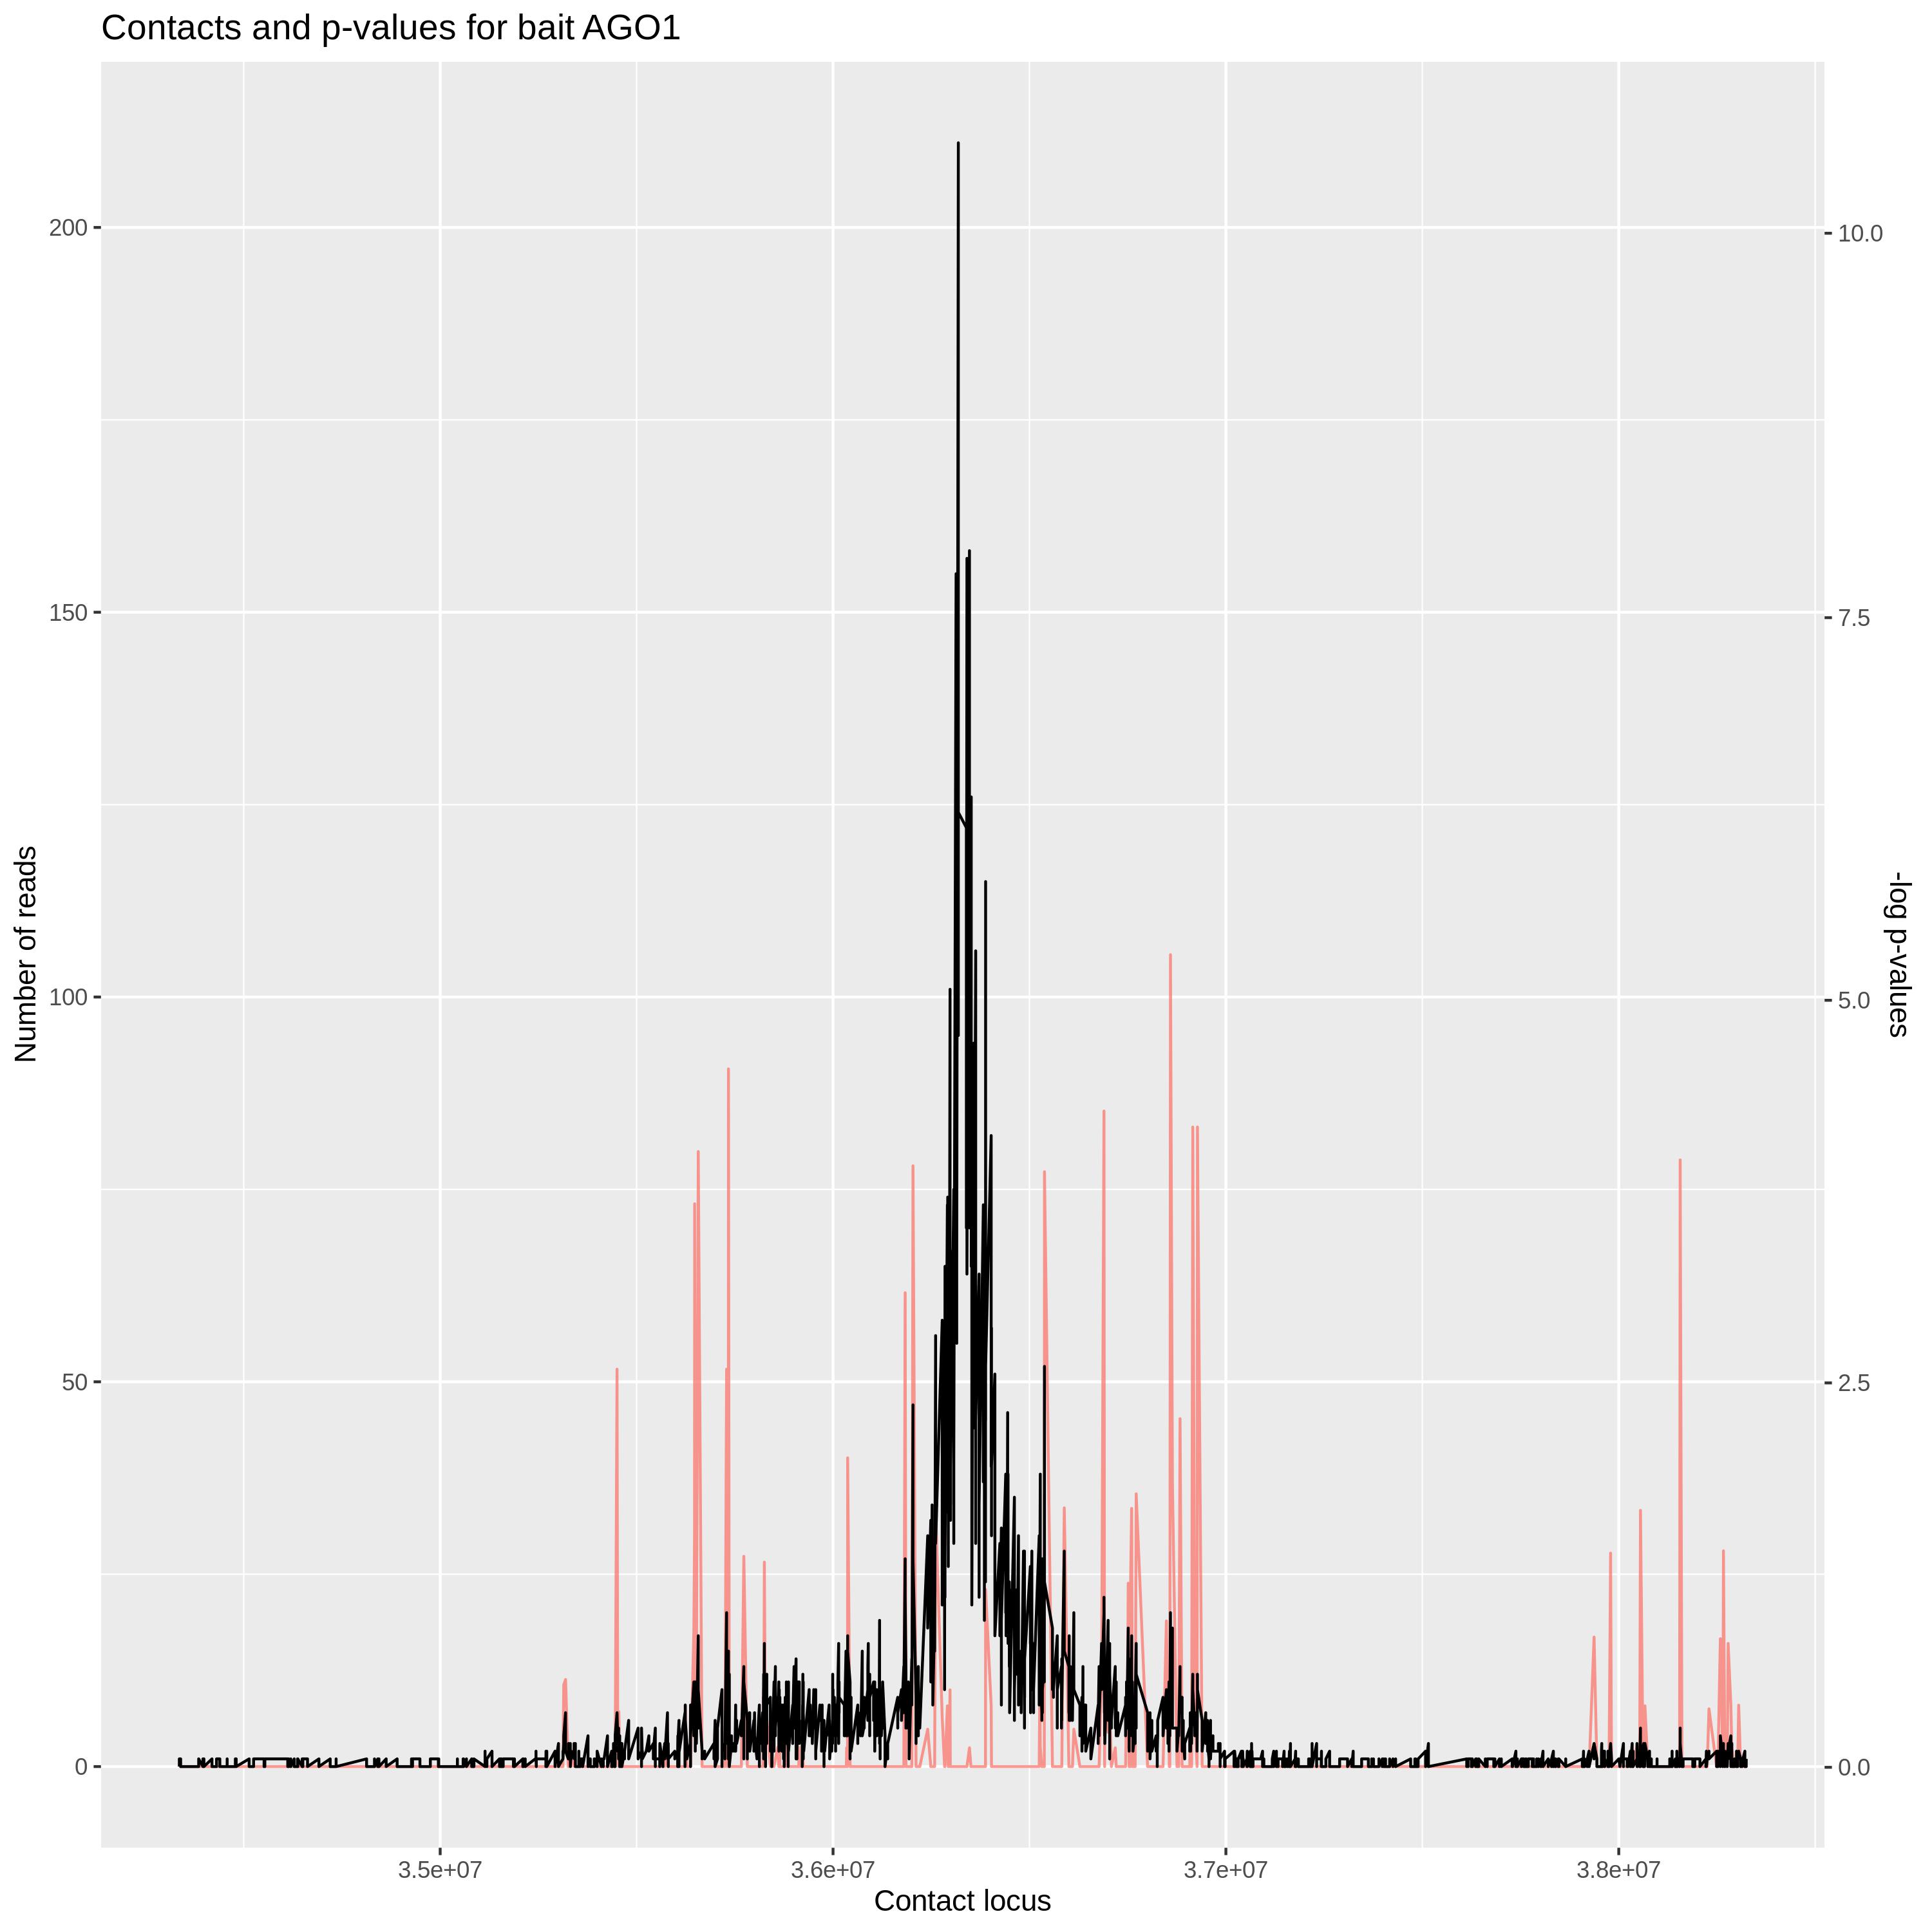 Contacts and p-values for bait AGO1
200
150
100
50
0
Number of reads
10.0
7.5
5.0
2.5
0.0
-log p-values
3.5e+07 3.6e+07 3.7e+07 3.8e+07
Contact locus